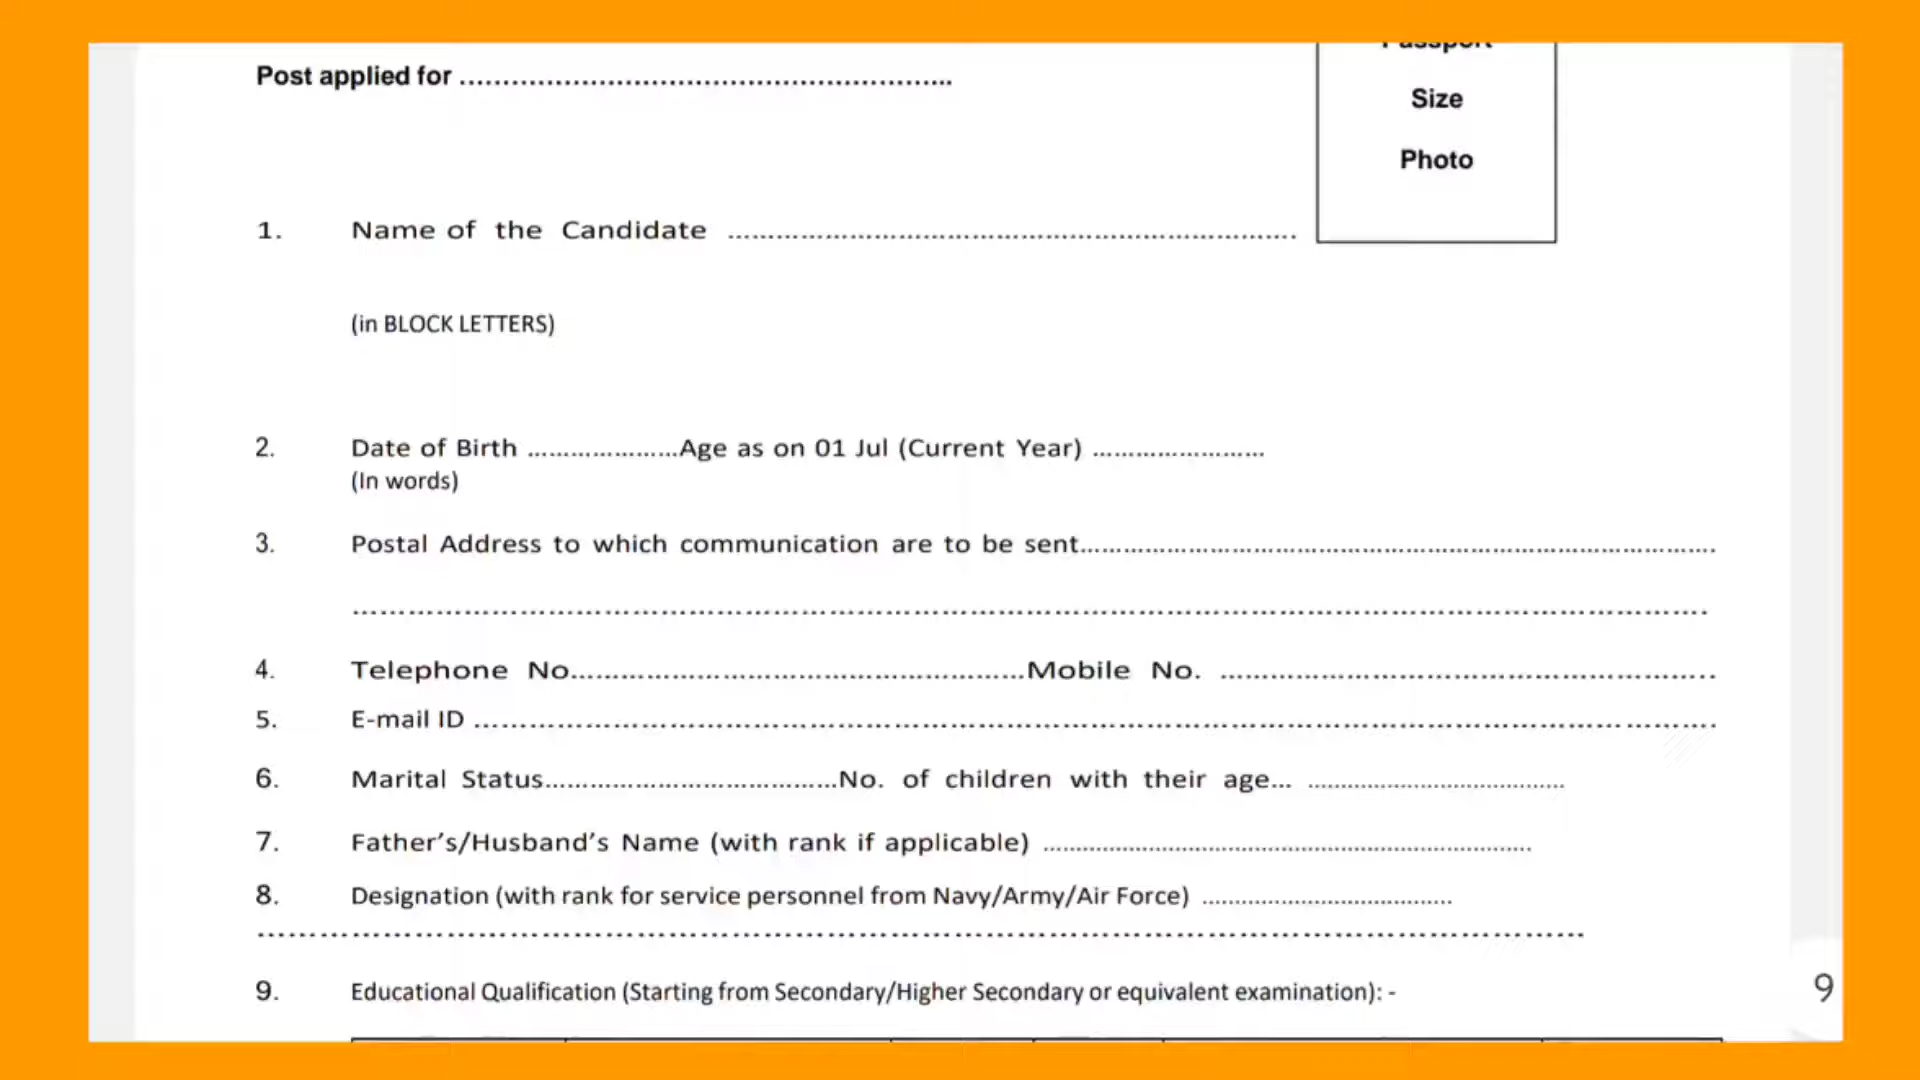 Passport
Post applied for ........................................................
Size
Photo
1. Name of the Candidate ....................................................................
(in BLOCK LETTERS)
2. Date of Birth .....................Age as on 01 Jul (Current Year) ........................
(In words)
3. Postal Address to which communication are to be sent.......................................................................................
...............................................................................................................................................
4. Telephone No......................................................Mobile No. ............................................................
5. E-mail ID ..................................................................................................................................
6. Marital Status....................................No. of children with their age... ........................................
7. Father’s/Husband’s Name (with rank if applicable) ............................................................................
8. Designation (with rank for service personnel from Navy/Army/Air Force) .......................................
...............................................................................................................................................
9. Educational Qualification (Starting from Secondary/Higher Secondary or equivalent examination): -
9